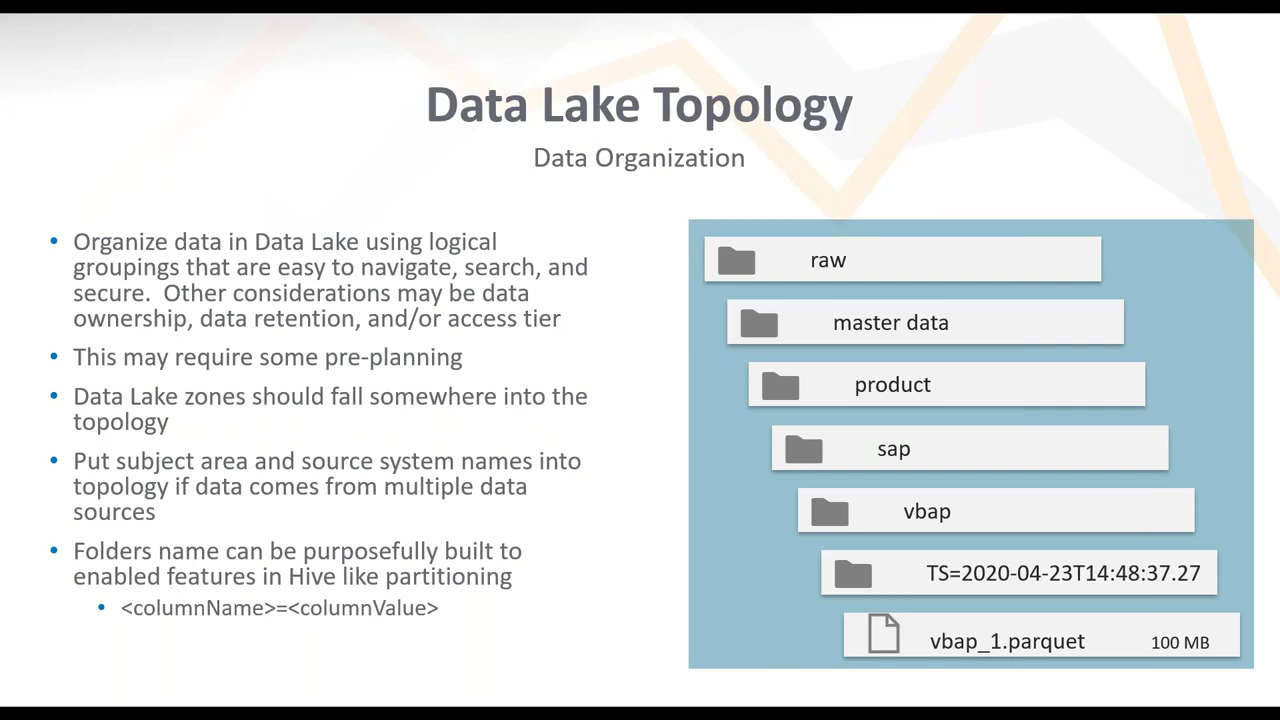 Data Lake Topology
Data Organization
• Organize data in Data Lake using logical
groupings that are easy to navigate, search, and
secure.  Other considerations may be data
ownership, data retention, and/or access tier
• This may require some pre-planning
• Data Lake zones should fall somewhere into the
topology
• Put subject area and source system names into
topology if data comes from multiple data
sources
• Folders name can be purposefully built to
enabled features in Hive like partitioning
• <columnName>=<columnValue>
raw
master data
product
sap
vbap
TS=2020-04-23T14:48:37.27
vbap_1.parquet 100 MB